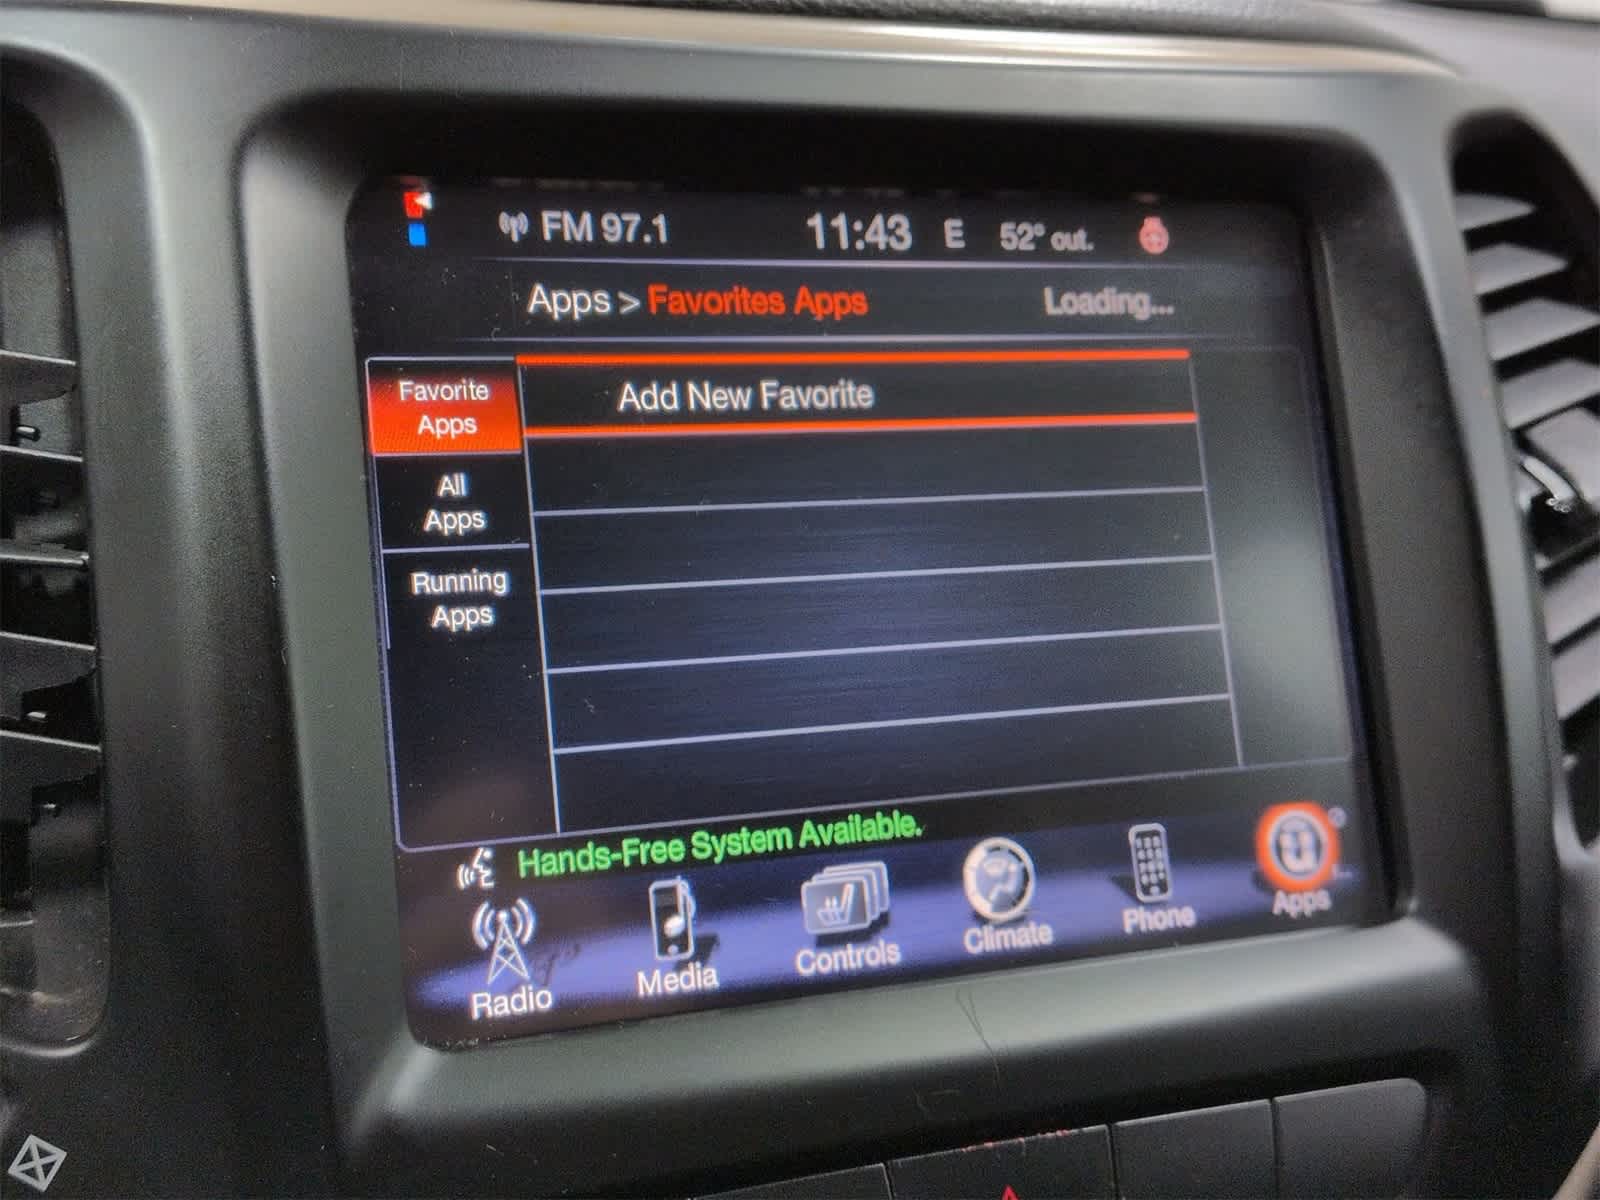 FM 97.1 11:43 E 52° out.
Apps > Favorites Apps Loading...
Favorite
Apps
Add New Favorite
All
Apps
Running
Apps
Hands-Free System Available.
Radio Media Controls Climate Phone Apps